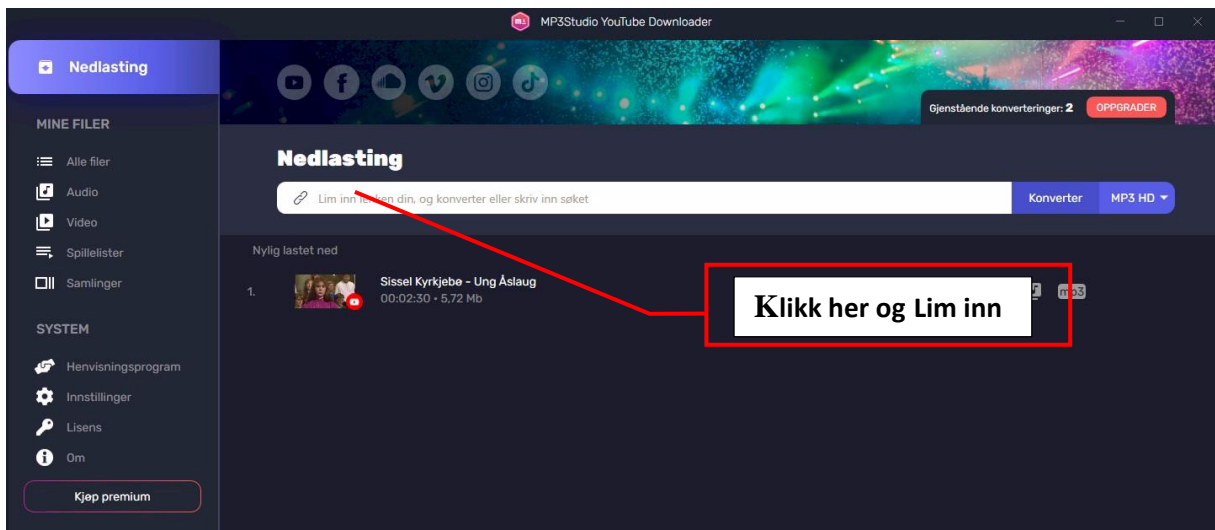 MP3Studio YouTube Downloader
Nedlasting
Gjenstående konverteringer: 2 OPPGRADER
MINE FILER
Alle filer
Audio
Video
Spillelister
Samlinger
SYSTEM
Henvisningsprogram
Innstillinger
Lisens
Om
Kjøp premium
Nedlasting
Lim inn lenken din, og konverter eller skriv inn søket
Konverter MP3 HD
Nylig lastet ned
1. Sissel Kyrkjebø - Ung Åslaug
00:02:30 • 5,72 Mb
mp3
Klikk her og Lim inn